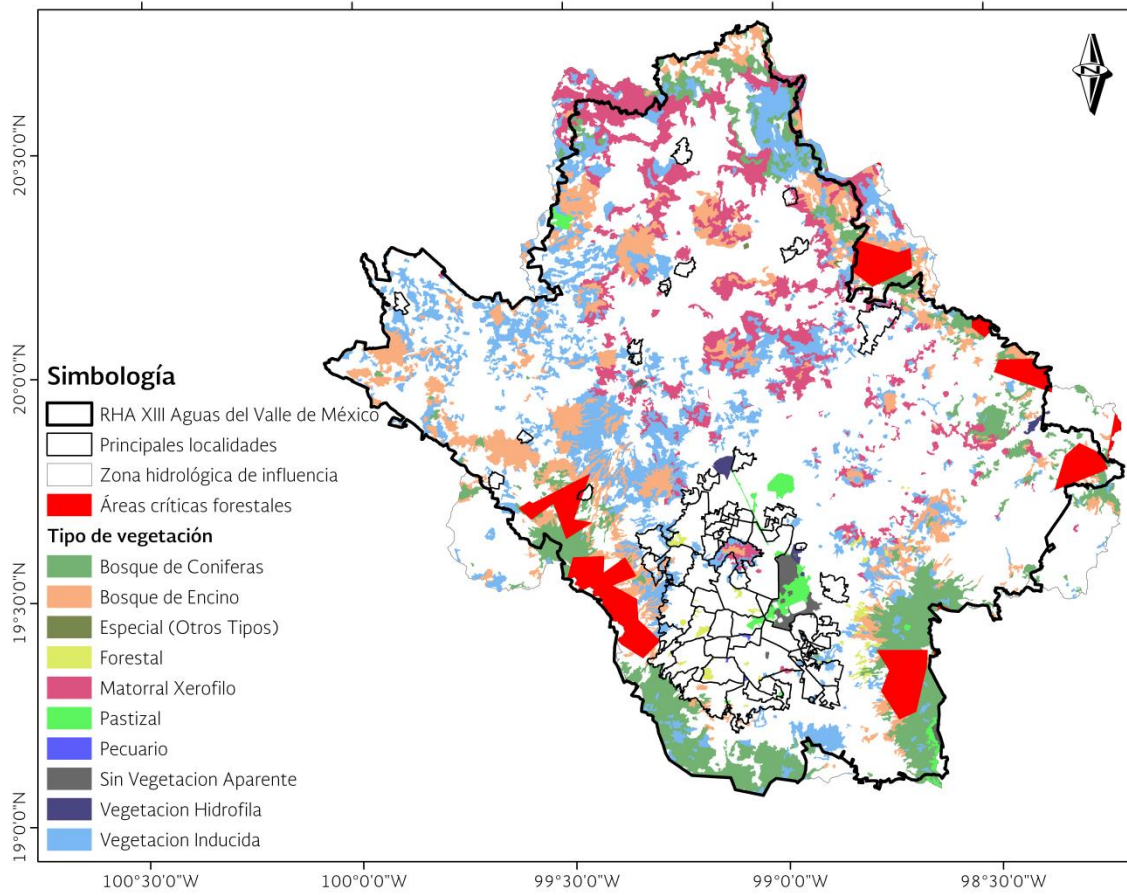 Z
20°30'0"N
20°0'0"N
19°30'0"N
19°0'0"N
Simbología
RHA XIII Aguas del Valle de México
Principales localidades
Zona hidrológica de influencia
Áreas críticas forestales
Tipo de vegetación
Bosque de Coniferas
Bosque de Encino
Especial (Otros Tipos)
Forestal
Matorral Xerofilo
Pastizal
Pecuario
Sin Vegetacion Aparente
Vegetacion Hidrofila
Vegetacion Inducida
100°30'0"W 100°0'0"W 99°30'0"W 99°0'0"W 98°30'0"W